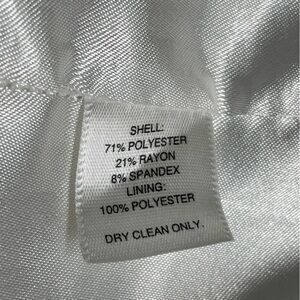 SHELL:
71% POLYESTER
21% RAYON
8% SPANDEX
LINING:
100% POLYESTER
DRY CLEAN ONLY.